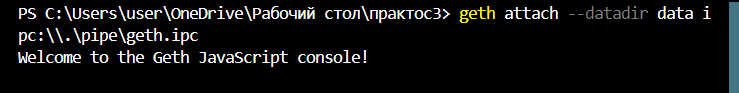 PS C:\Users\user\OneDrive\Рабочий стол\практос3> geth attach --datadir data i
pc:\\.\pipe\geth.ipc
Welcome to the Geth JavaScript console!